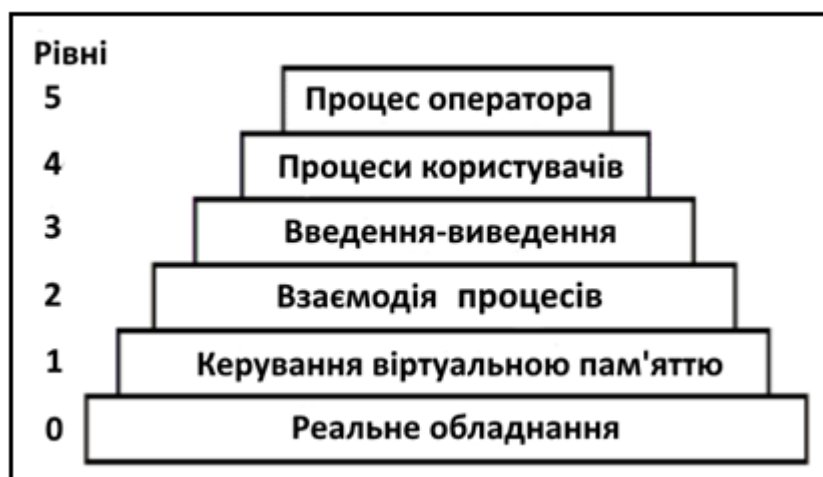 Рівні
5 Процес оператора
4 Процеси користувачів
3 Введення-виведення
2 Взаємодія процесів
1 Керування віртуальною пам'яттю
0 Реальне обладнання